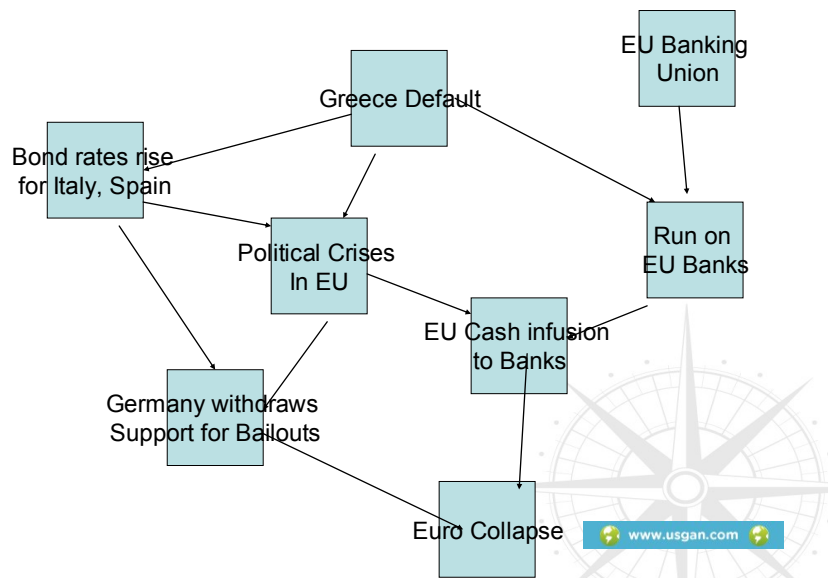 EU Banking
Union
Greece Default
Bond rates rise
for Italy, Spain
Political Crises
In EU
Run on
EU Banks
EU Cash infusion
to Banks
Germany withdraws
Support for Bailouts
Euro Collapse
www.usgan.com